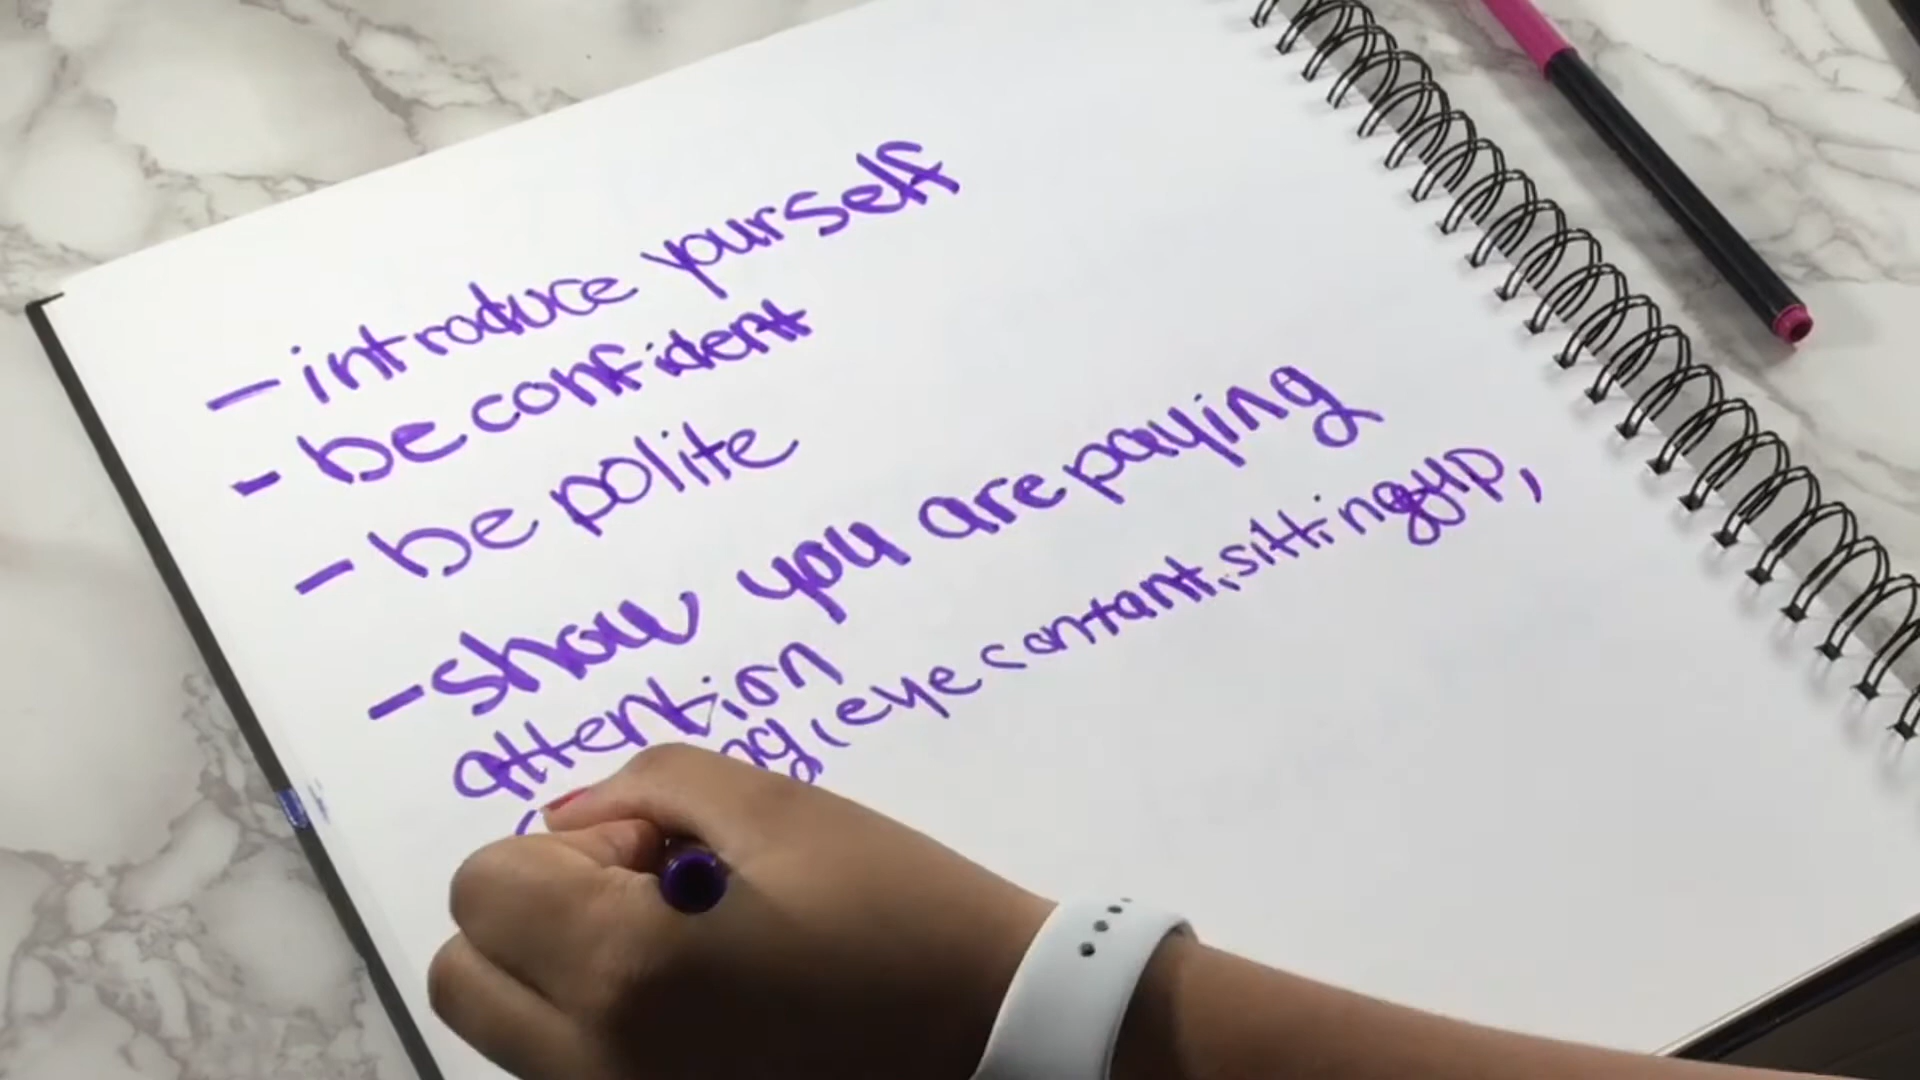 - introduce yourself
- be confident
- be polite
- show you are paying
attention
(eye contant, sitting up,